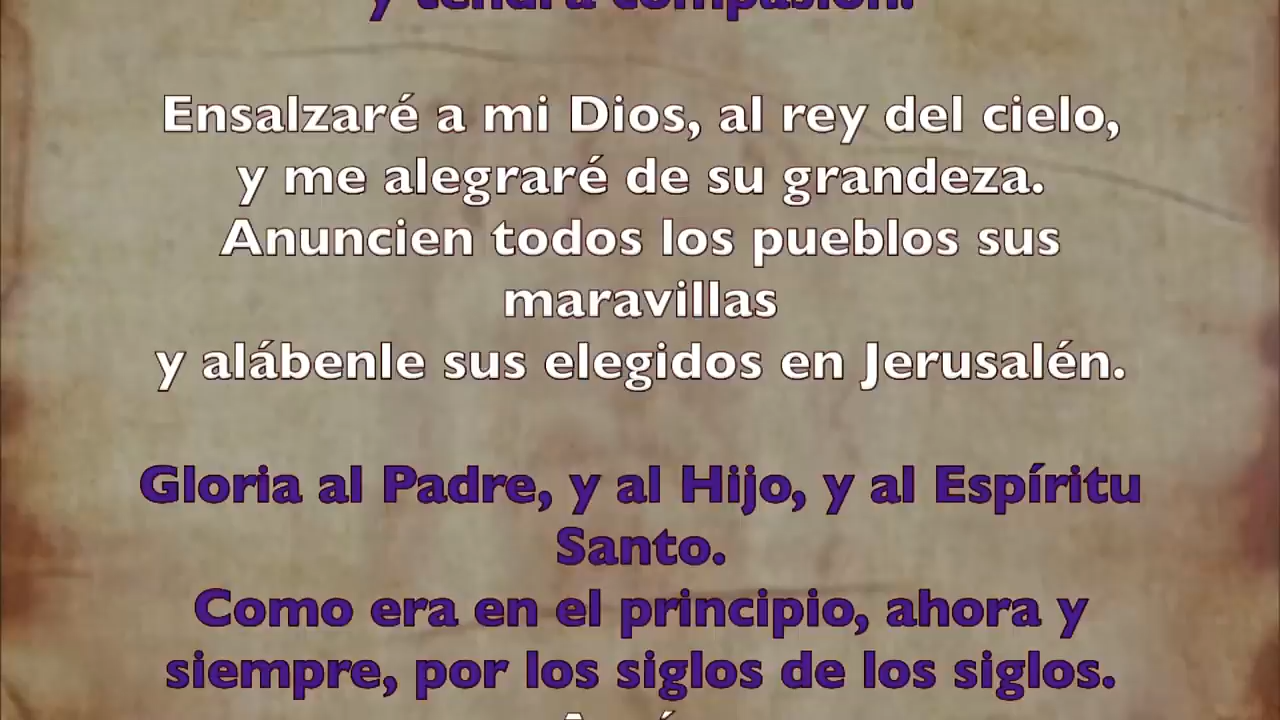 y tendrá compasión.
Ensalzaré a mi Dios, al rey del cielo,
y me alegraré de su grandeza.
Anuncien todos los pueblos sus
maravillas
y alábenle sus elegidos en Jerusalén.
Gloria al Padre, y al Hijo, y al Espíritu
Santo.
Como era en el principio, ahora y
siempre, por los siglos de los siglos.